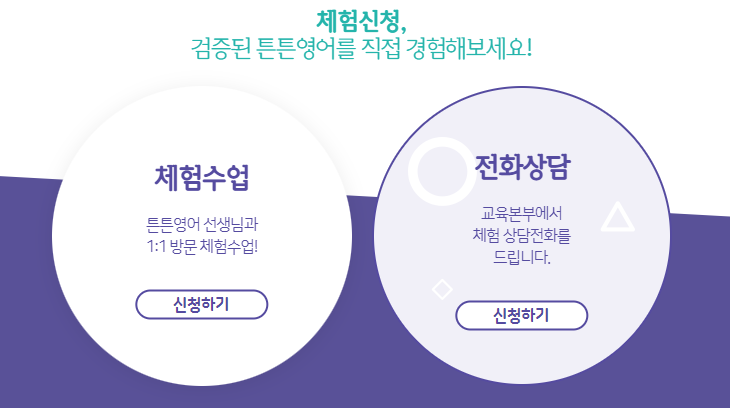 체험신청,
검증된 튼튼영어를 직접 경험해보세요!
체험수업
튼튼영어 선생님과
1:1 방문 체험수업!
신청하기
전화상담
교육본부에서
체험 상담전화를
드립니다.
신청하기